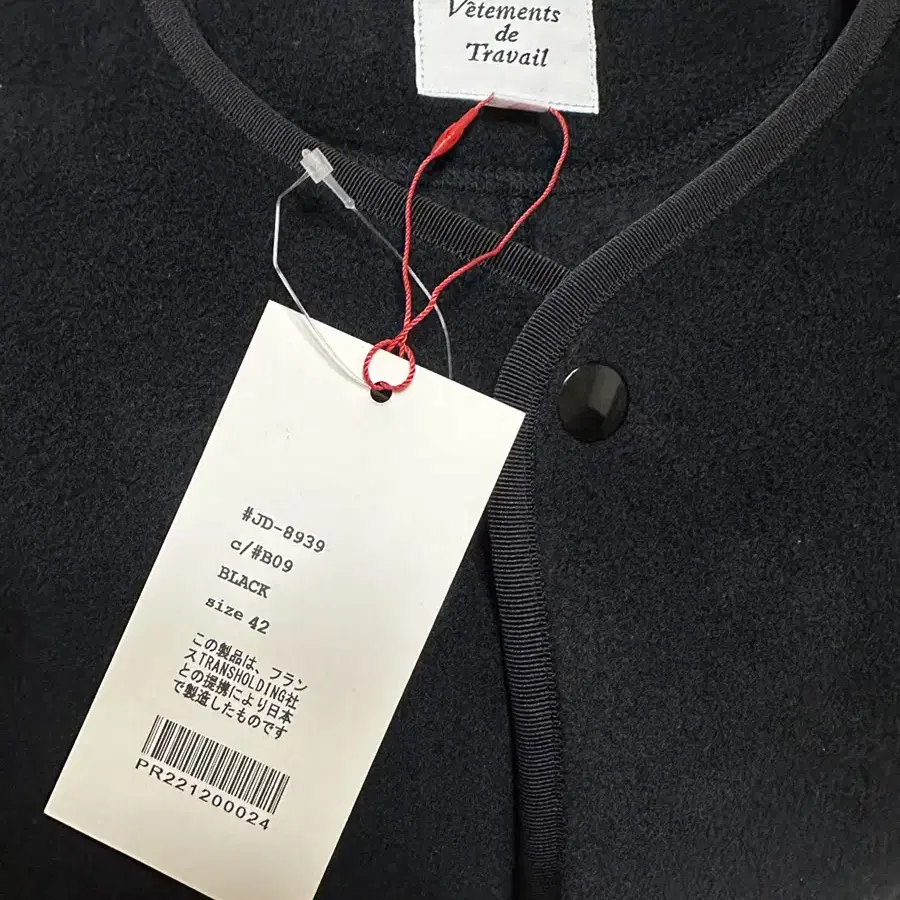 Vêtements
de
Travail
#JD-8939
c/#B09
BLACK
size 42
この製品は、フラン
スTRANSHOLDING社
との提携により日本
で製造したものです
PR221200024